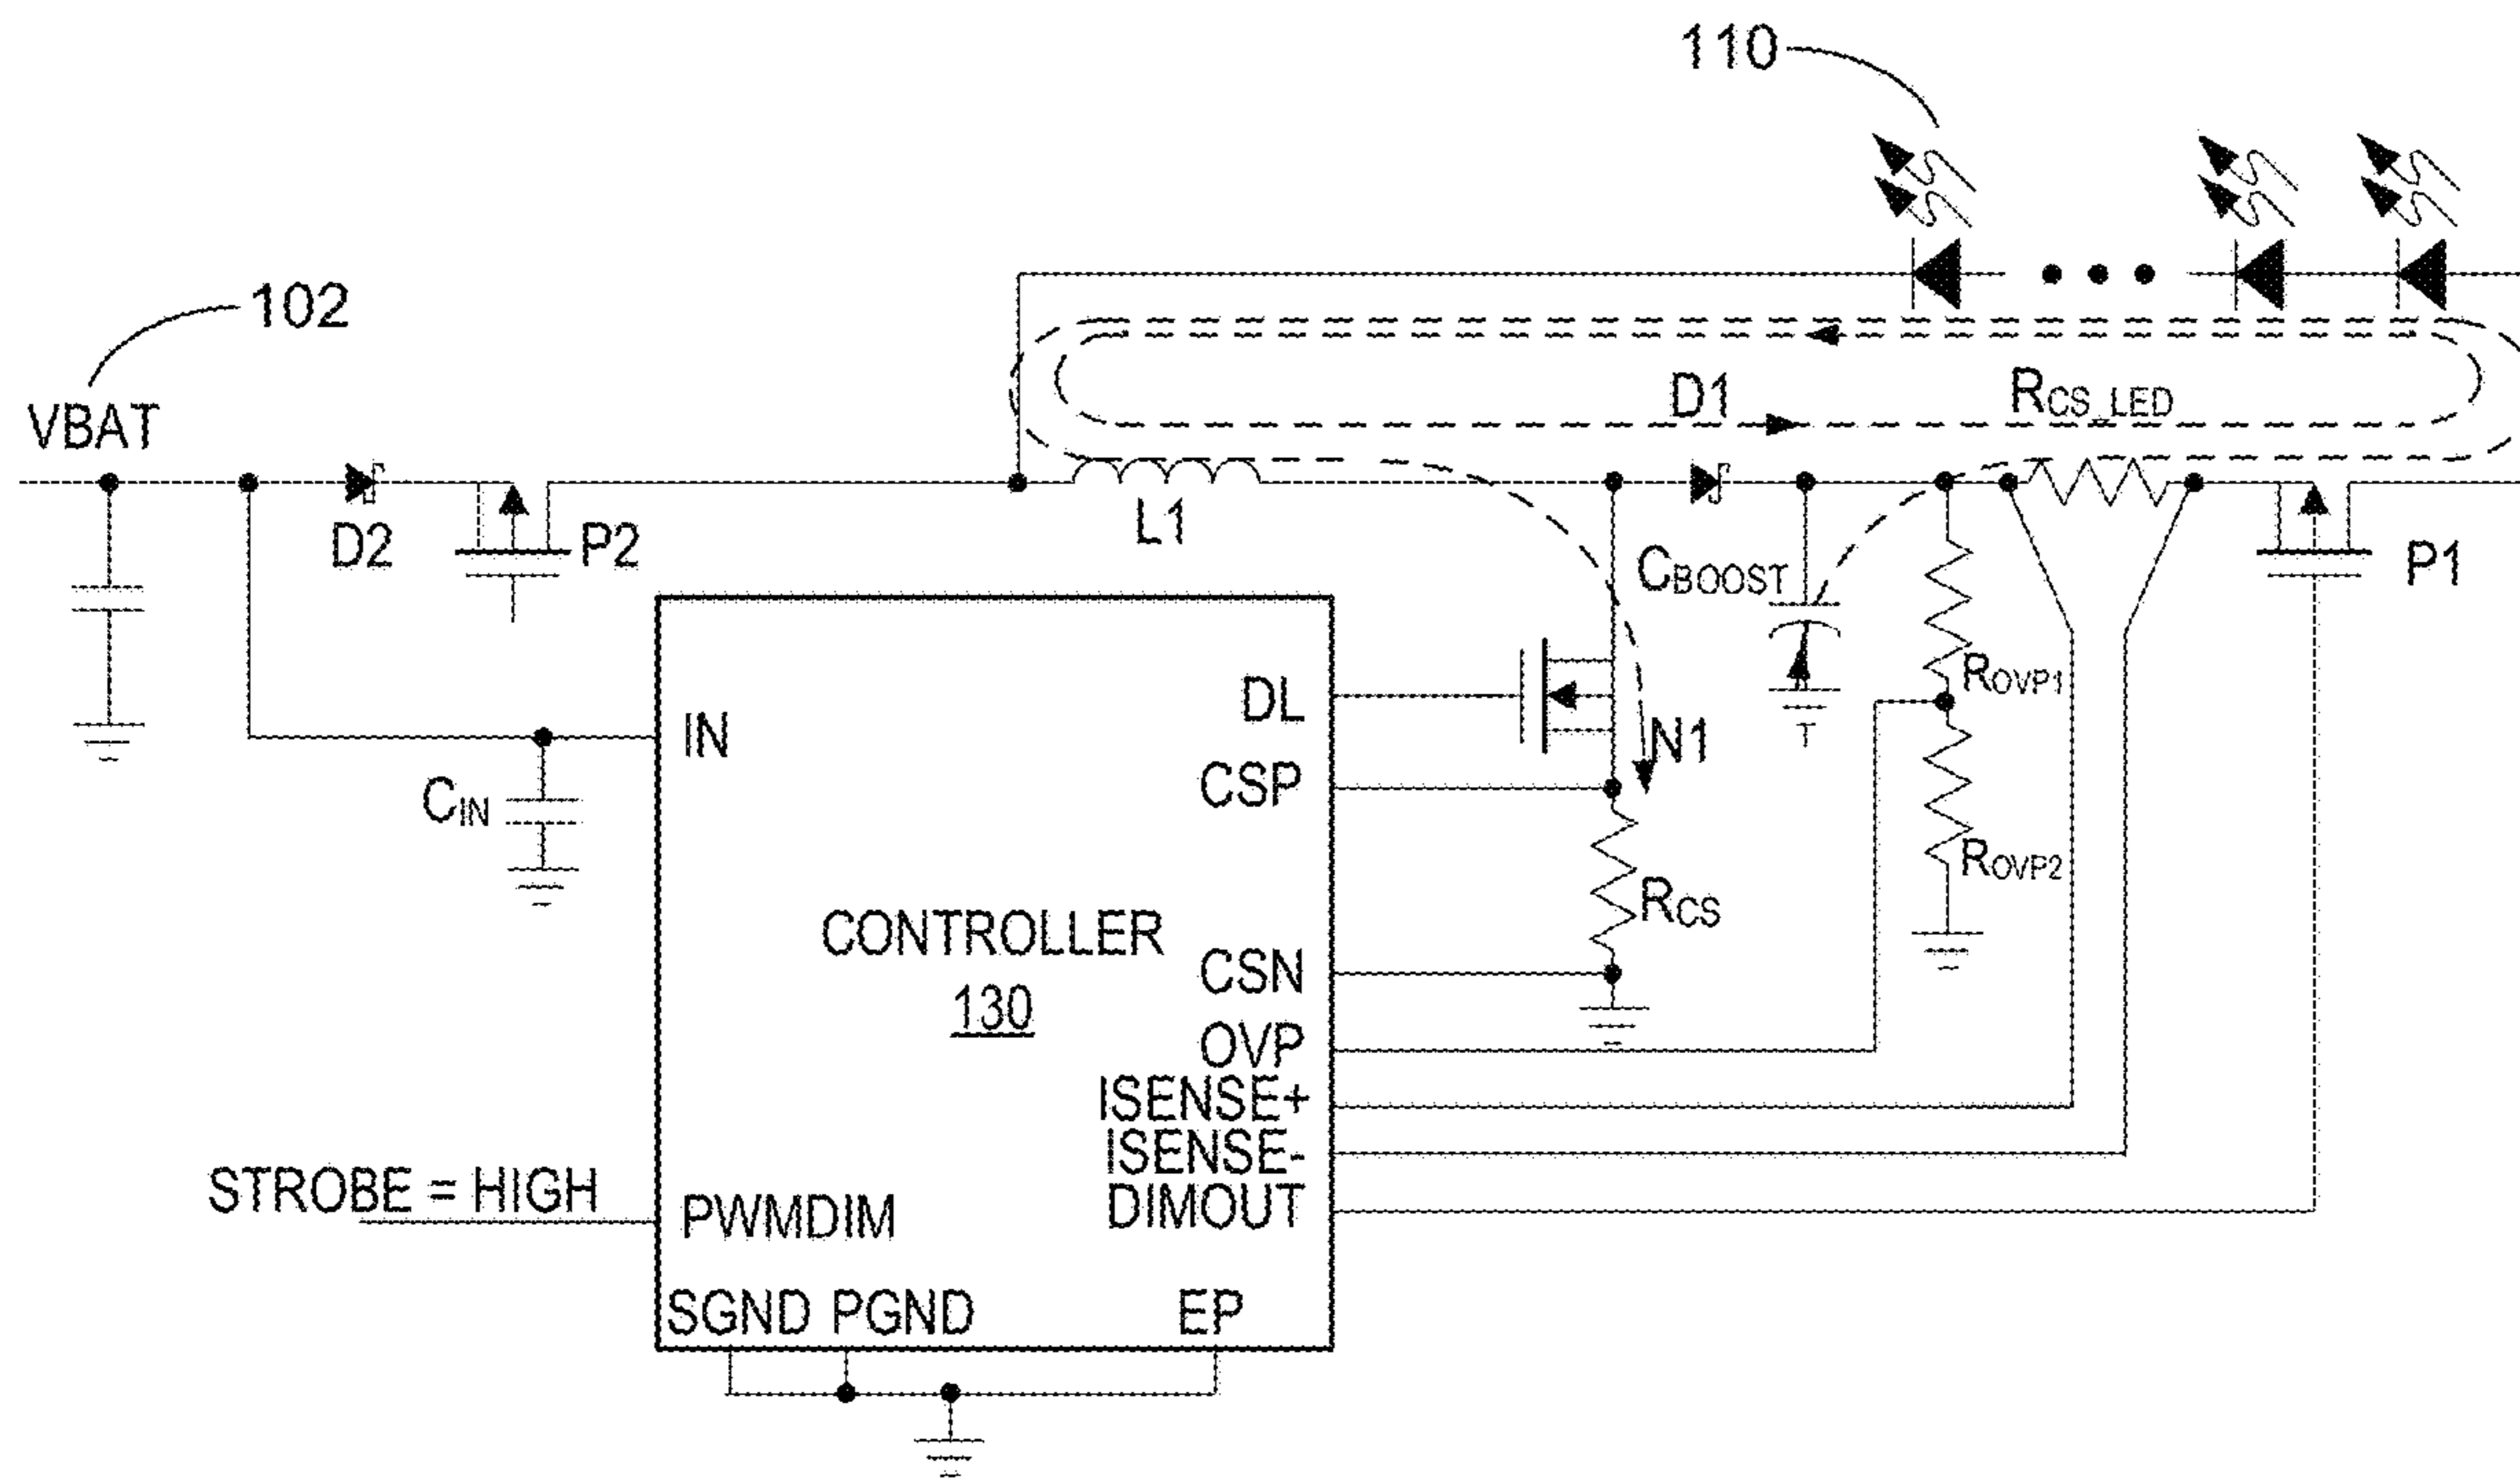 110
102
VBAT
D1
RCS_LED
D2
P2
L1
CBOOST
P1
DL
ROVP1
IN
N1
CSP
CIN
ROVP2
RCS
CONTROLLER
130
CSN
OVP
ISENSE+
ISENSE-
STROBE = HIGH
PWMDIM
DIMOUT
SGND PGND EP